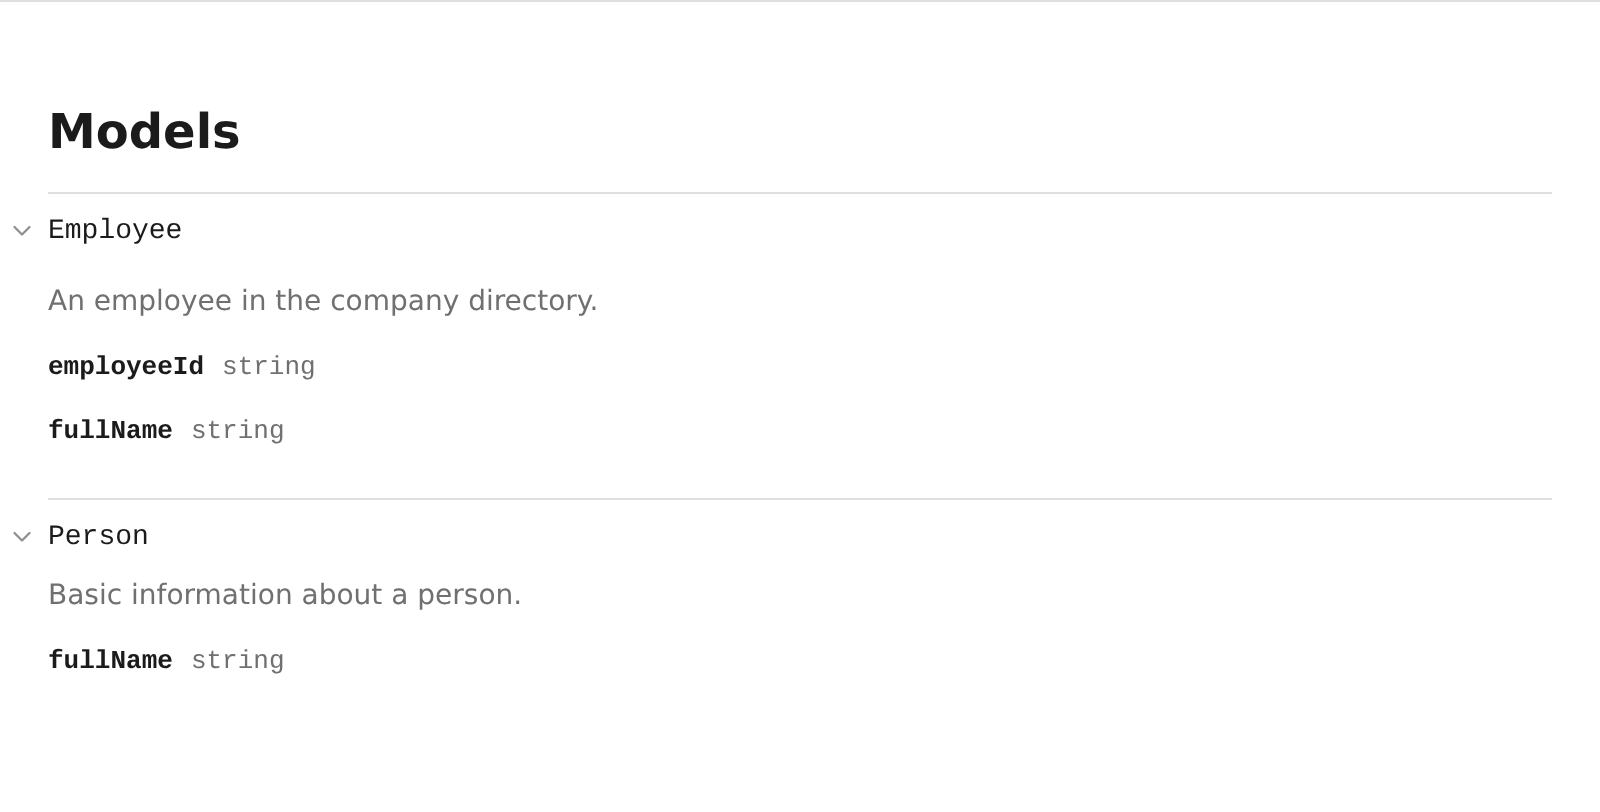 Models
Employee
An employee in the company directory.
employeeId string
fullName string
Person
Basic information about a person.
fullName string